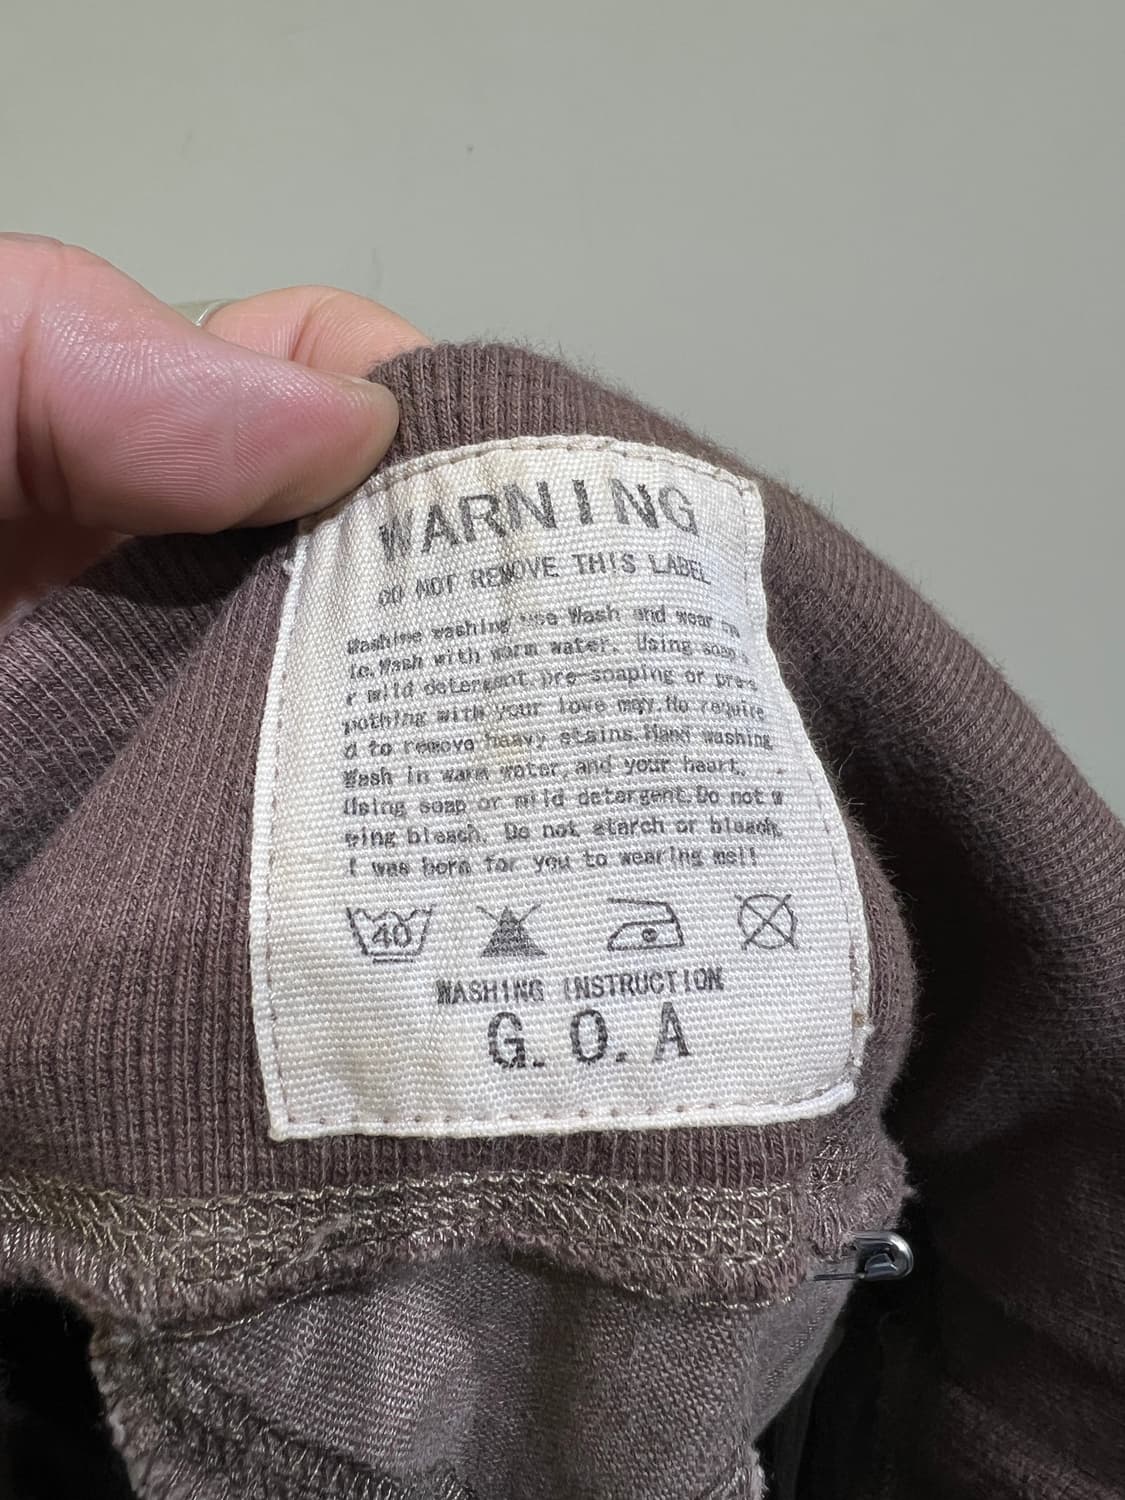 WARNING
DO NOT REMOVE THIS LABEL
Washine washing use Wash and wear cy
le.Wash with warm water. Using soap o
r mild detergent pre-soaping or pre-s
pothing with your love may.No require
d to remove heavy stains.Hand washing
Wash in warm water,and your heart.
Using soap or mild detergent.Do not w
ring bleach. Do not starch or bleach.
I was born for you to wearing me!!
40
WASHING INSTRUCTION
G.O.A